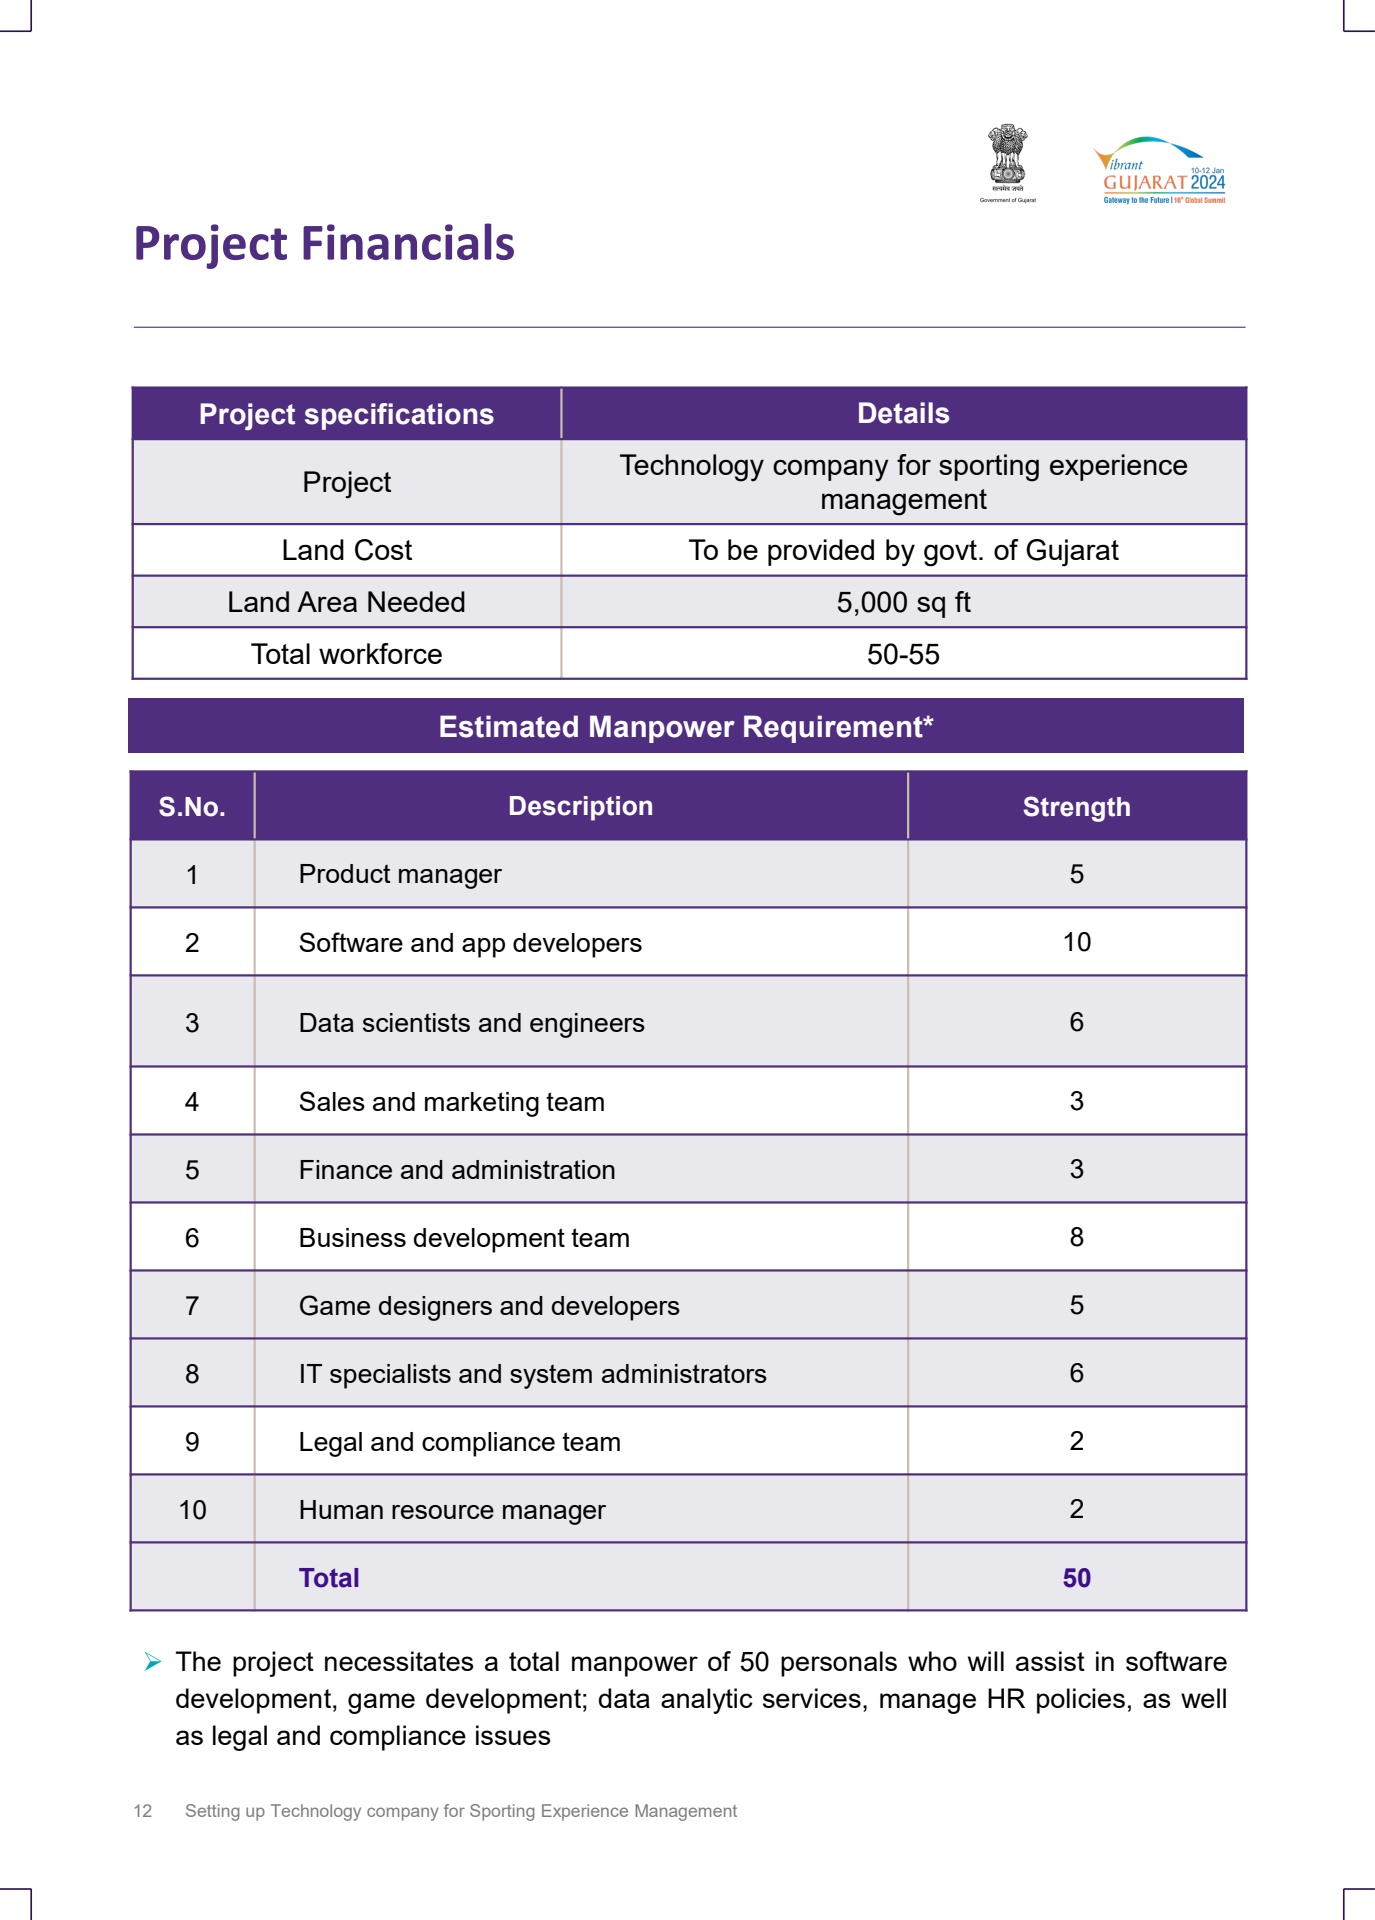 सत्यमेव जयते
Government of Gujarat
Vibrant
10-12 Jan
GUJARAT 2024
Gateway to the Future | 10th Global Summit
Project Financials
Project specifications Details
Project Technology company for sporting experience
management
Land Cost To be provided by govt. of Gujarat
Land Area Needed 5,000 sq ft
Total workforce 50-55
Estimated Manpower Requirement*
S.No. Description Strength
1 Product manager 5
2 Software and app developers 10
3 Data scientists and engineers 6
4 Sales and marketing team 3
5 Finance and administration 3
6 Business development team 8
7 Game designers and developers 5
8 IT specialists and system administrators 6
9 Legal and compliance team 2
10 Human resource manager 2
Total 50
The project necessitates a total manpower of 50 personals who will assist in software
development, game development; data analytic services, manage HR policies, as well
as legal and compliance issues
12 Setting up Technology company for Sporting Experience Management